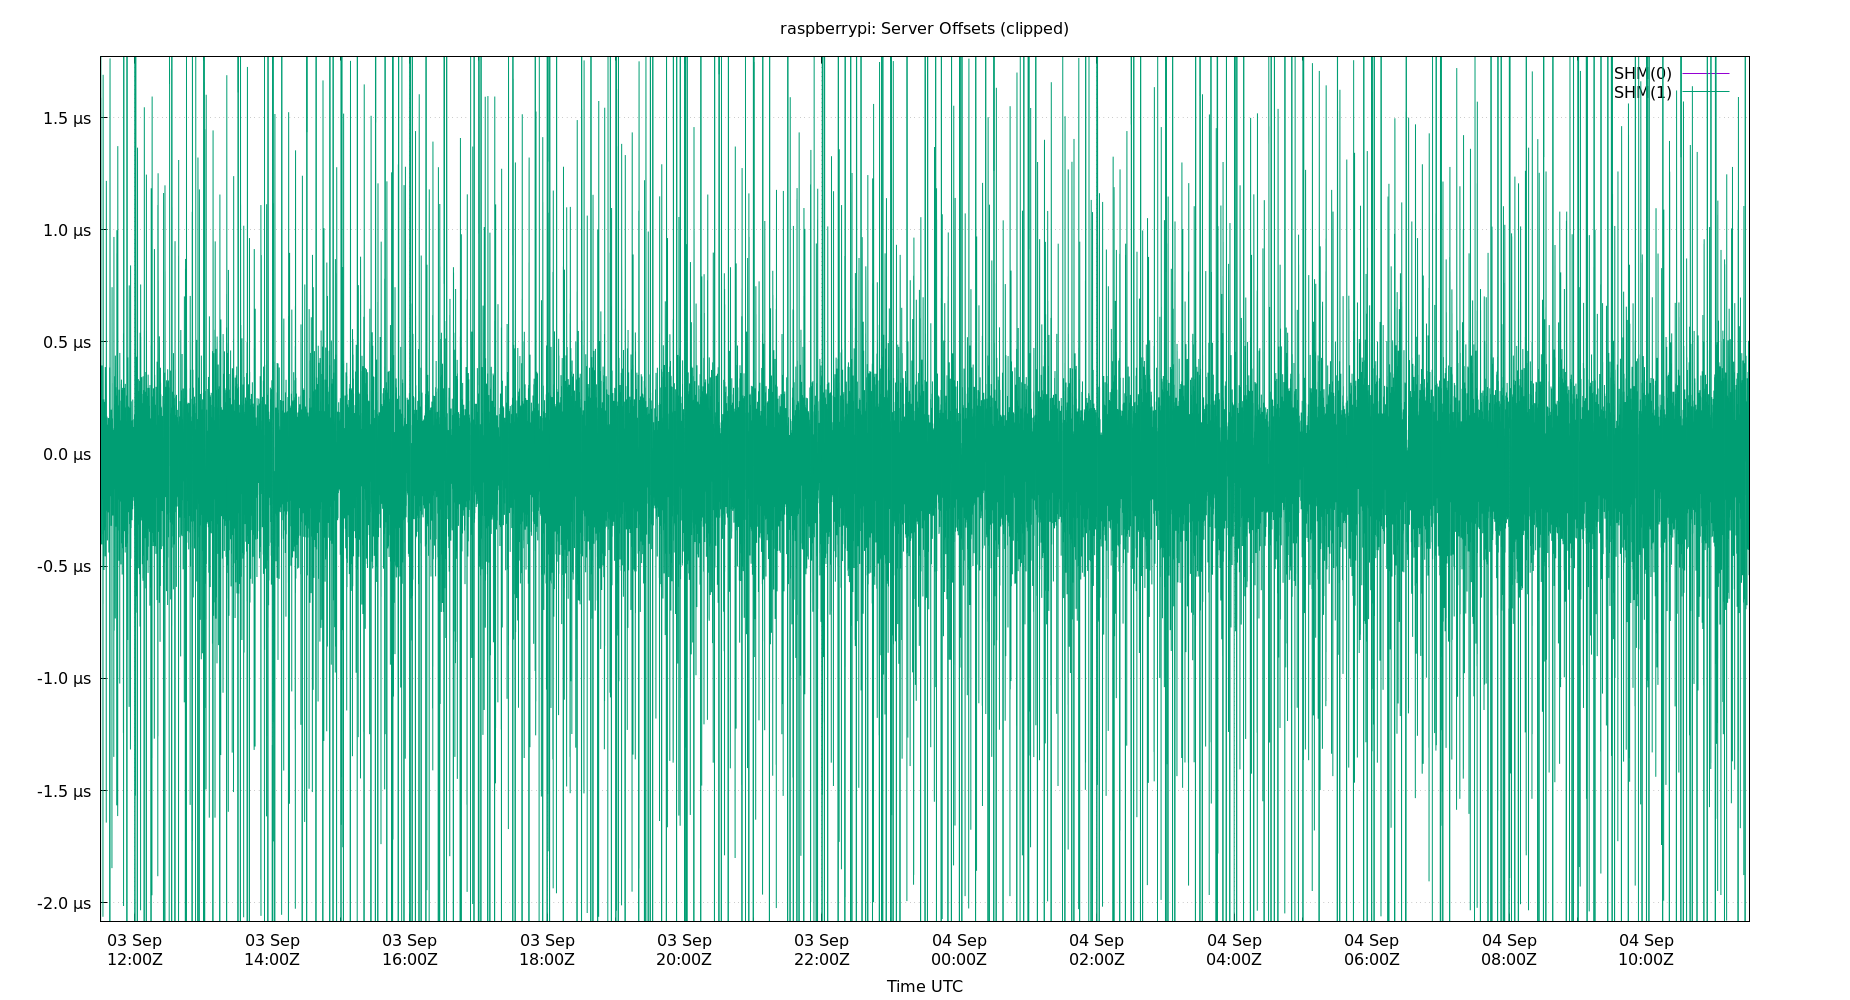 raspberrypi: Server Offsets (clipped)
SHM(0)
SHM(1)
1.5 µs
1.0 µs
0.5 µs
0.0 µs
-0.5 µs
-1.0 µs
-1.5 µs
-2.0 µs
03 Sep 03 Sep 03 Sep 03 Sep 03 Sep 03 Sep 04 Sep 04 Sep 04 Sep 04 Sep 04 Sep 04 Sep
12:00Z 14:00Z 16:00Z 18:00Z 20:00Z 22:00Z 00:00Z 02:00Z 04:00Z 06:00Z 08:00Z 10:00Z
Time UTC